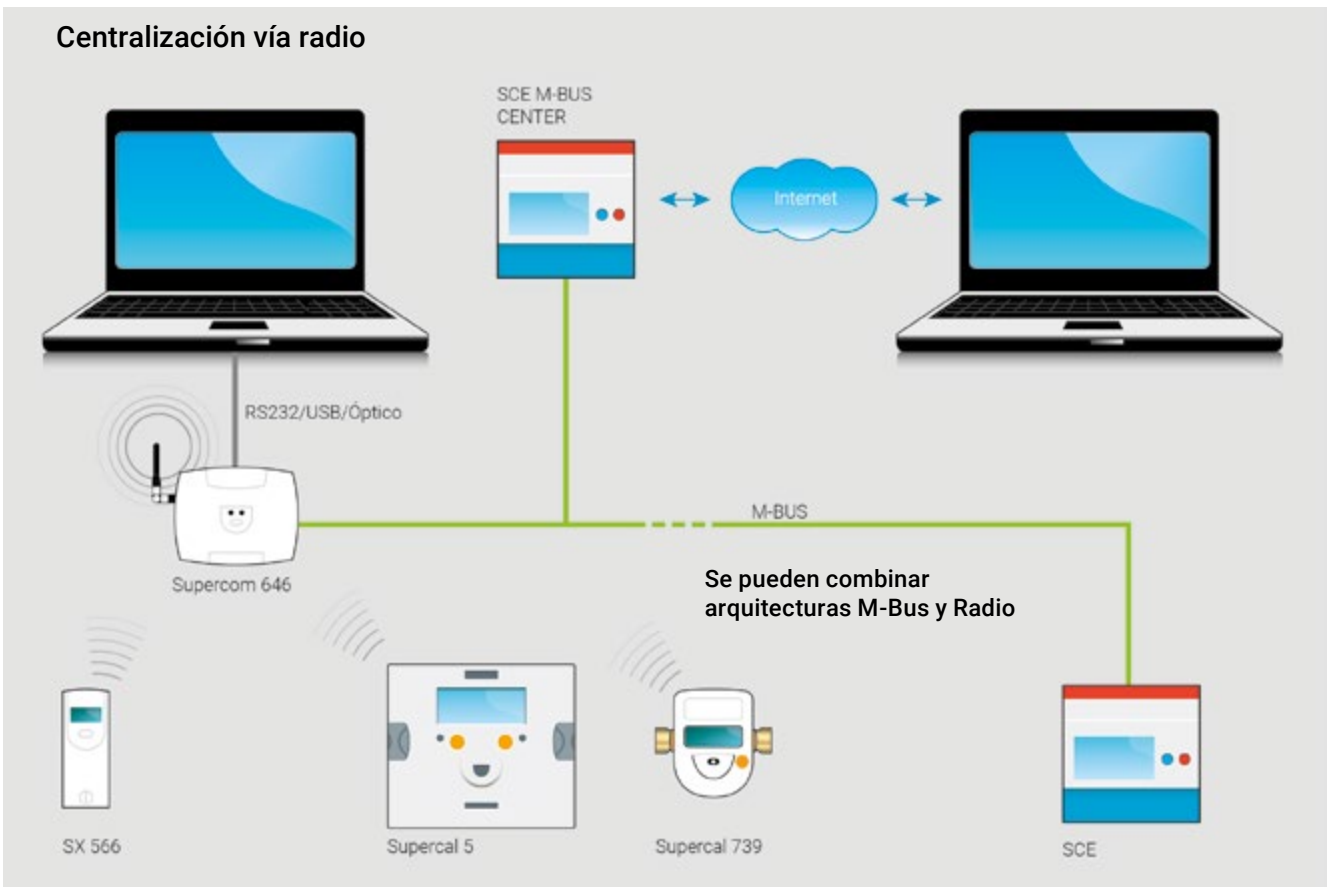 Centralización vía radio
SCE M-BUS
CENTER
Internet
RS232/USB/Óptico
M-BUS
Supercom 646
Se pueden combinar
arquitecturas M-Bus y Radio
SX 566
Supercal 5
Supercal 739
SCE